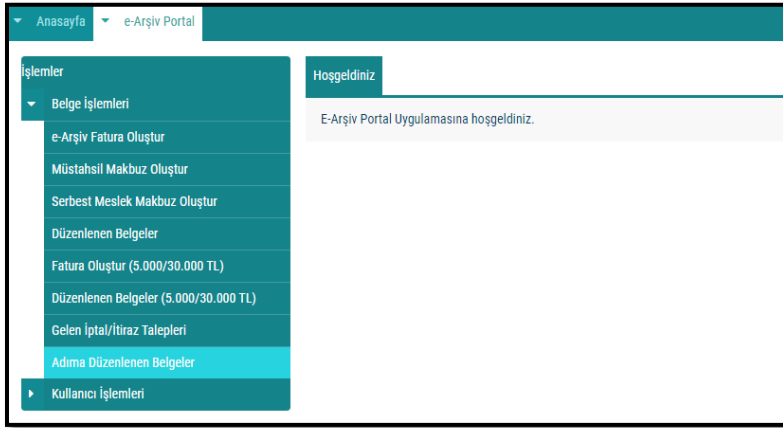 Anasayfa
e-Arşiv Portal
İşlemler
Belge İşlemleri
e-Arşiv Fatura Oluştur
Müstahsil Makbuz Oluştur
Serbest Meslek Makbuz Oluştur
Düzenlenen Belgeler
Fatura Oluştur (5.000/30.000 TL)
Düzenlenen Belgeler (5.000/30.000 TL)
Gelen İptal/İtiraz Talepleri
Adıma Düzenlenen Belgeler
Kullanıcı İşlemleri
Hoşgeldiniz
E-Arşiv Portal Uygulamasına hoşgeldiniz.